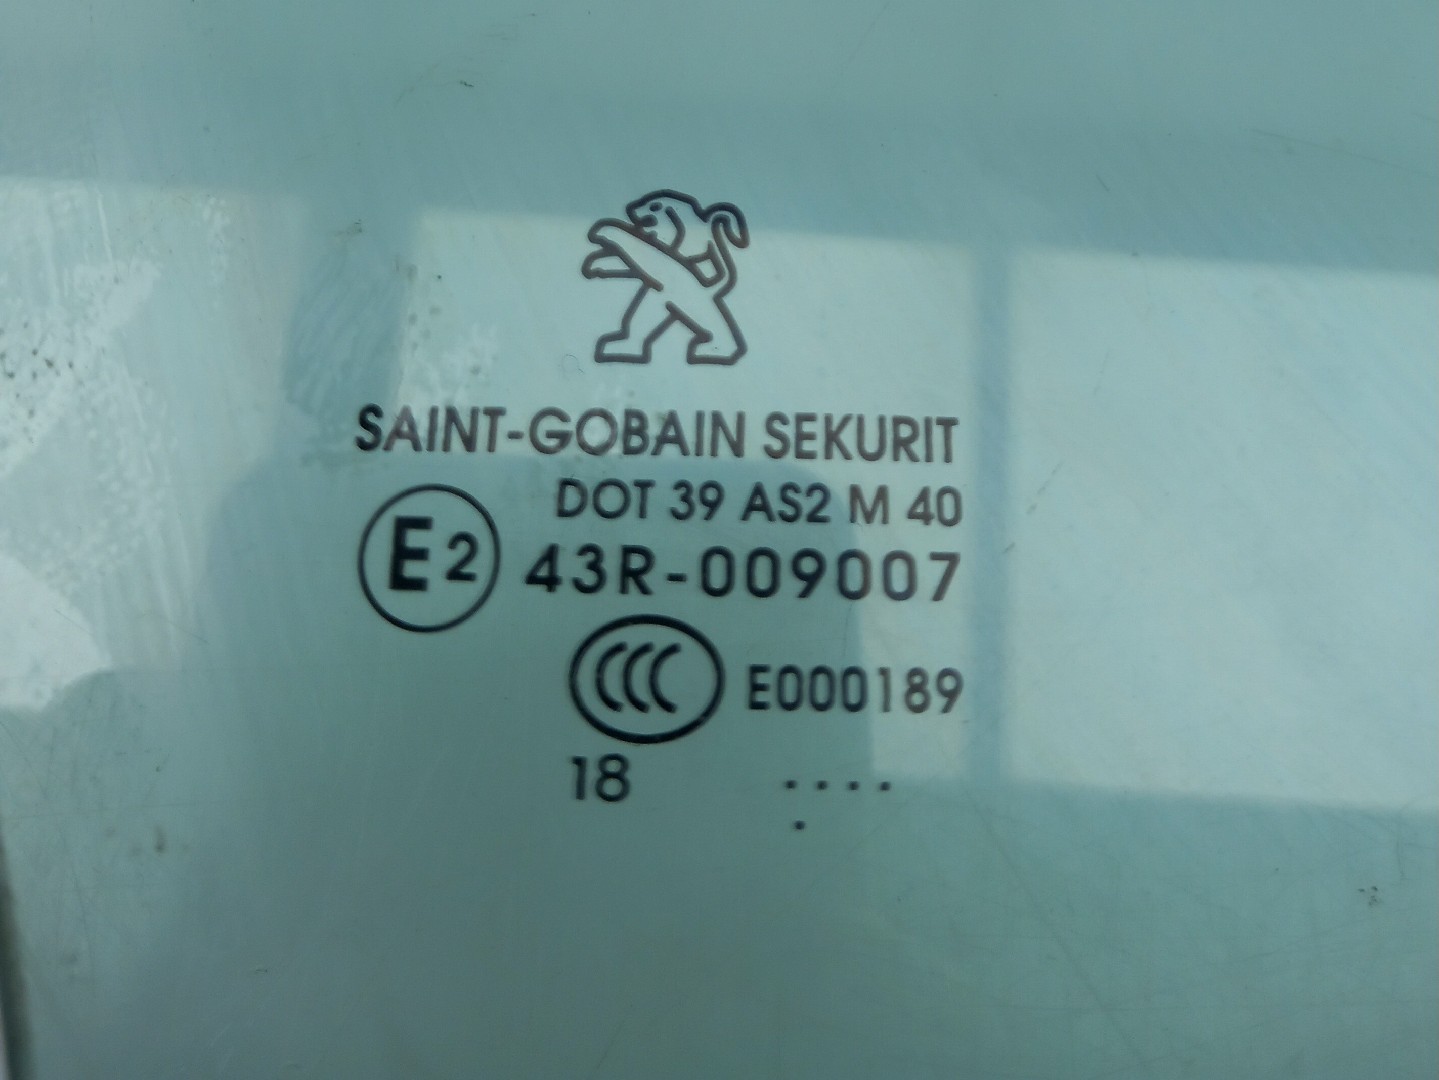 SAINT-GOBAIN SEKURIT
DOT 39 AS2 M 40
E2 43R-009007
CCC E000189
18 ....
.